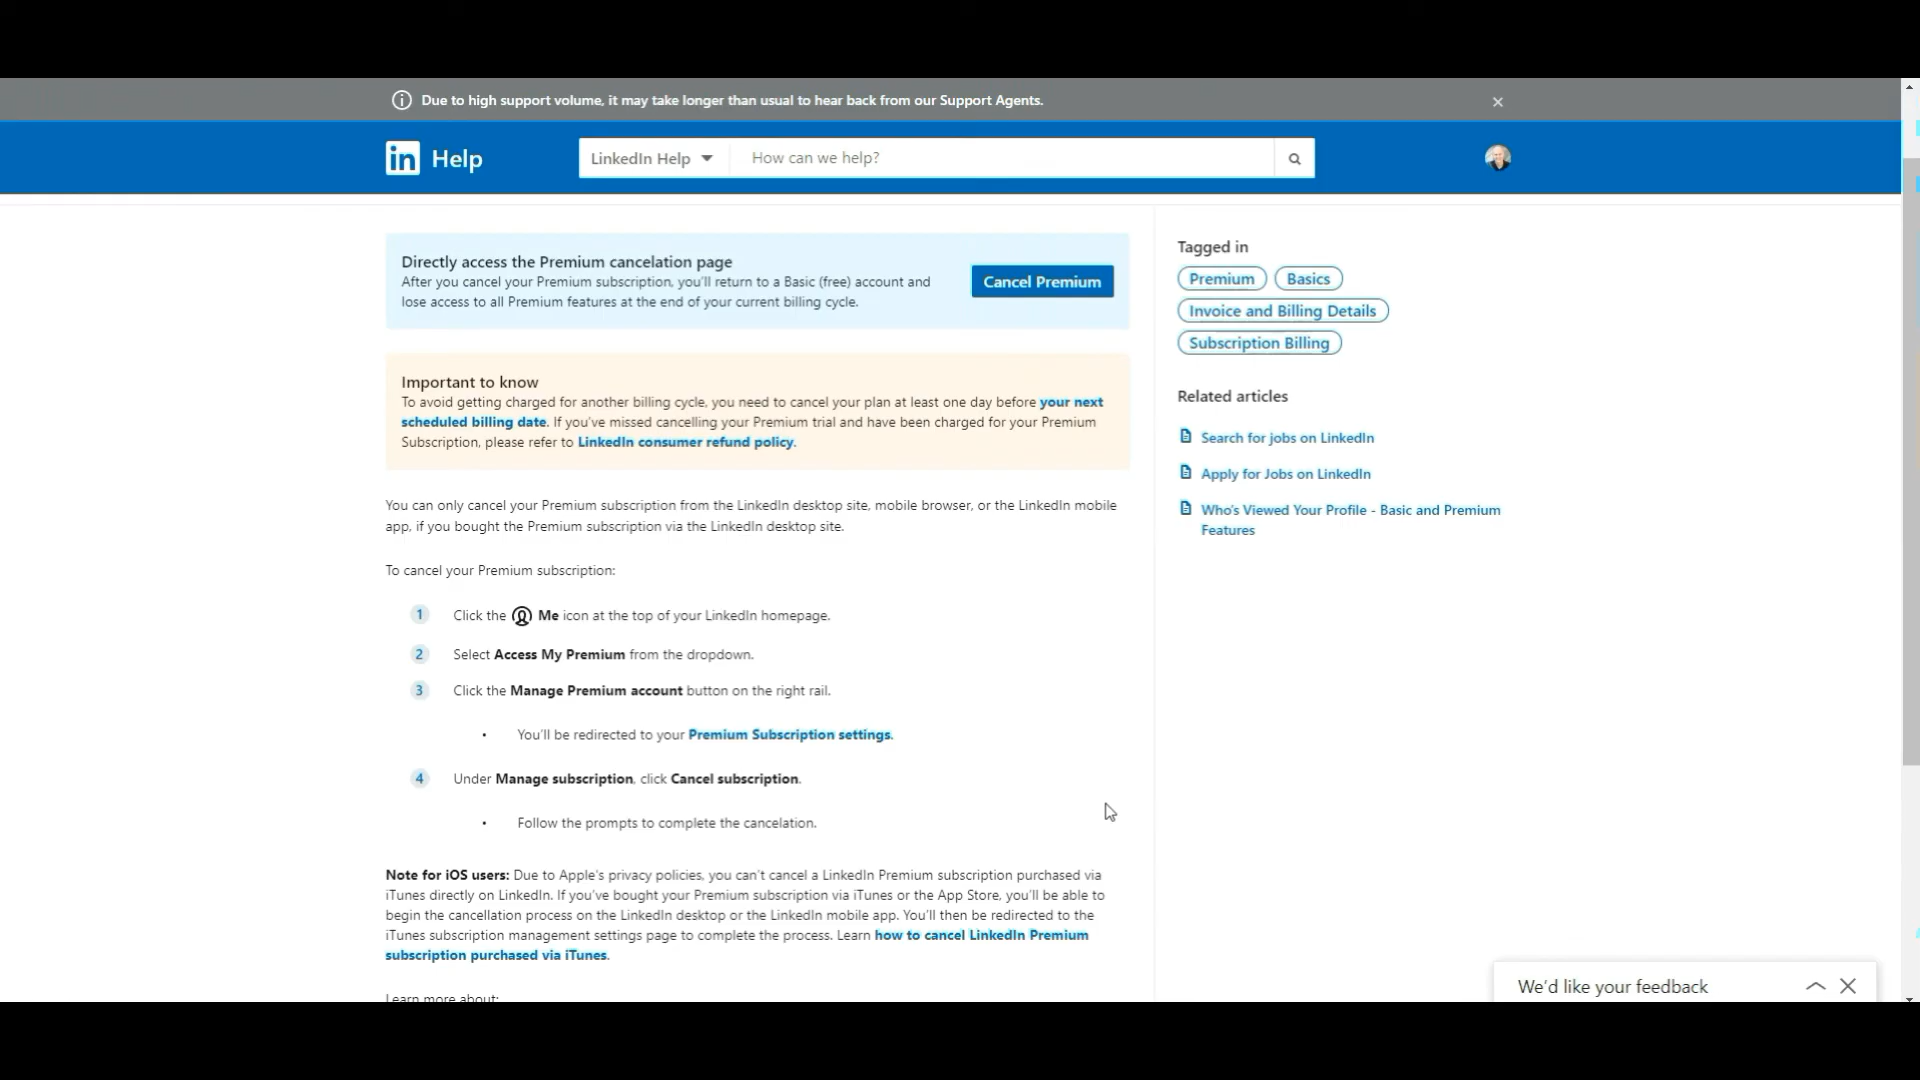 Due to high support volume, it may take longer than usual to hear back from our Support Agents.
in Help
LinkedIn Help
How can we help?
Directly access the Premium cancelation page
After you cancel your Premium subscription, you'll return to a Basic (free) account and
lose access to all Premium features at the end of your current billing cycle.
Cancel Premium
Important to know
To avoid getting charged for another billing cycle, you need to cancel your plan at least one day before your next
scheduled billing date. If you've missed cancelling your Premium trial and have been charged for your Premium
Subscription, please refer to LinkedIn consumer refund policy.
You can only cancel your Premium subscription from the LinkedIn desktop site, mobile browser, or the LinkedIn mobile
app, if you bought the Premium subscription via the LinkedIn desktop site.
To cancel your Premium subscription:
1 Click the Me icon at the top of your LinkedIn homepage.
2 Select Access My Premium from the dropdown.
3 Click the Manage Premium account button on the right rail.
• You'll be redirected to your Premium Subscription settings.
4 Under Manage subscription, click Cancel subscription.
• Follow the prompts to complete the cancelation.
Note for iOS users: Due to Apple's privacy policies, you can't cancel a LinkedIn Premium subscription purchased via
iTunes directly on LinkedIn. If you've bought your Premium subscription via iTunes or the App Store, you'll be able to
begin the cancellation process on the LinkedIn desktop or the LinkedIn mobile app. You'll then be redirected to the
iTunes subscription management settings page to complete the process. Learn how to cancel LinkedIn Premium
subscription purchased via iTunes.
Learn more about:
Tagged in
Premium
Basics
Invoice and Billing Details
Subscription Billing
Related articles
Search for jobs on LinkedIn
Apply for Jobs on LinkedIn
Who's Viewed Your Profile - Basic and Premium
Features
We'd like your feedback